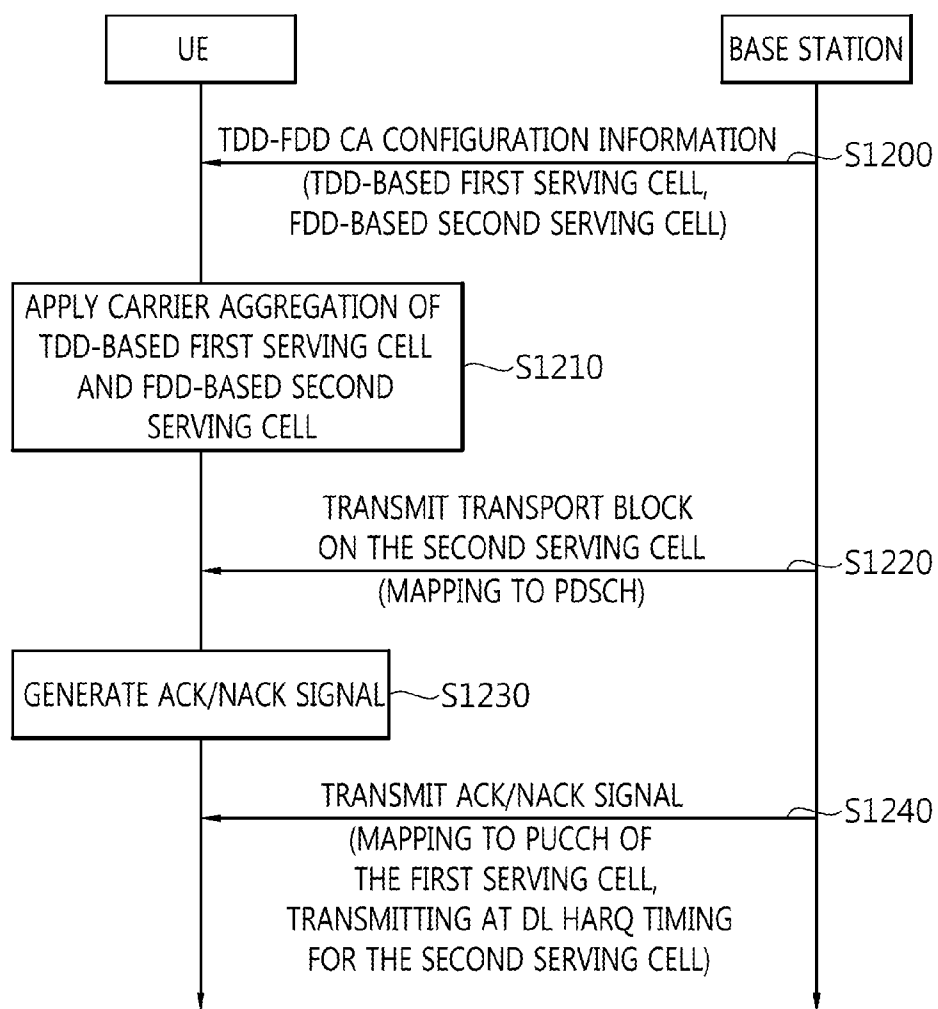 UE
BASE STATION
TDD-FDD CA CONFIGURATION INFORMATION
S1200
(TDD-BASED FIRST SERVING CELL,
FDD-BASED SECOND SERVING CELL)
APPLY CARRIER AGGREGATION OF
TDD-BASED FIRST SERVING CELL
AND FDD-BASED SECOND
SERVING CELL
S1210
TRANSMIT TRANSPORT BLOCK
ON THE SECOND SERVING CELL
S1220
(MAPPING TO PDSCH)
GENERATE ACK/NACK SIGNAL
S1230
TRANSMIT ACK/NACK SIGNAL
S1240
(MAPPING TO PUCCH OF
THE FIRST SERVING CELL,
TRANSMITTING AT DL HARQ TIMING
FOR THE SECOND SERVING CELL)